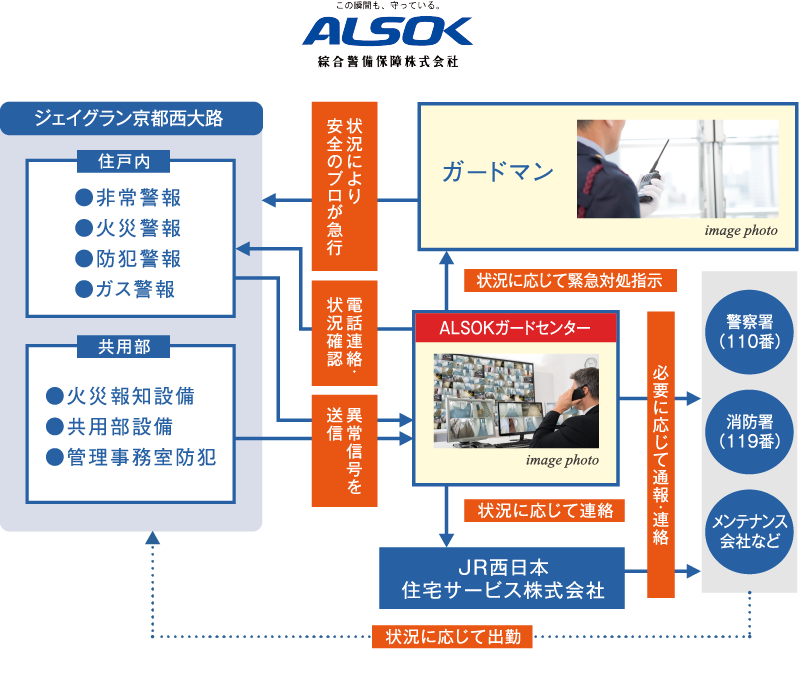 この瞬間も、守っている。
ALSOK
綜合警備保障株式会社
ジェイグラン京都西大路
住戸内
●非常警報
●火災警報
●防犯警報
●ガス警報
共用部
●火災報知設備
●共用部設備
●管理事務室防犯
状況により
安全のプロが急行
電話連絡・
状況確認
異常信号を
送信
ガードマン
image photo
状況に応じて緊急対処指示
ALSOKガードセンター
image photo
状況に応じて連絡
JR西日本
住宅サービス株式会社
必要に応じて通報・連絡
警察署
（110番）
消防署
（119番）
メンテナンス
会社など
状況に応じて出動